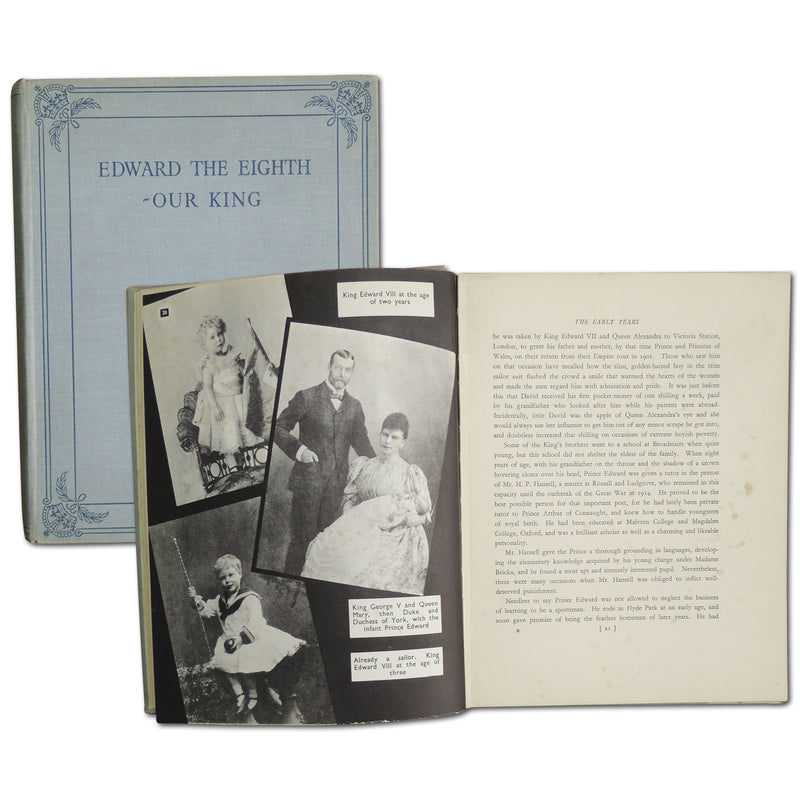 EDWARD THE EIGHTH
~OUR KING
20
King Edward VIII at the age
of two years
King George V and Queen
Mary, then Duke and
Duchess of York, with the
infant Prince Edward
Already a sailor. King
Edward VIII at the age of
three
THE EARLY YEARS
he was taken by King Edward VII and Queen Alexandra to Victoria Station,
London, to greet his father and mother, by that time Prince and Princess of
Wales, on their return from their Empire tour in 1901. Those who saw him
on that occasion have recalled how the slim, golden-haired boy in the trim
sailor suit flashed the crowd a smile that warmed the hearts of the women
and made the men regard him with admiration and pride. It was just before
this that David received his first pocket-money of one shilling a week, paid
by his grandfather who looked after him while his parents were abroad.
Incidentally, little David was the apple of Queen Alexandra's eye and she
would always use her influence to get him out of any minor scrape he got into,
and doubtless increased that shilling on occasions of extreme boyish poverty.
Some of the King's brothers went to a school at Broadstairs when quite
young, but this school did not shelter the eldest of the family. When eight
years of age, with his grandfather on the throne and the shadow of a crown
hovering closer over his head, Prince Edward was given a tutor in the person
of Mr. H. P. Hansell, a master at Rossall and Ludgrove, who remained in this
capacity until the outbreak of the Great War in 1914. He proved to be the
best possible person for that important post, for he had lately been private
tutor to Prince Arthur of Connaught, and knew how to handle youngsters
of royal birth. He had been educated at Malvern College and Magdalen
College, Oxford, and was a brilliant scholar as well as a charming and likeable
personality.
Mr. Hansell gave the Prince a thorough grounding in languages, develop-
ing the elementary knowledge acquired by his young charge under Madame
Bricka, and he found a most apt and intensely interested pupil. Nevertheless,
there were many occasions when Mr. Hansell was obliged to inflict well-
deserved punishment.
Needless to say Prince Edward was not allowed to neglect the business
of learning to be a sportsman. He rode in Hyde Park at an early age, and
soon gave promise of being the fearless horseman of later years. He had
B
[ 21 ]